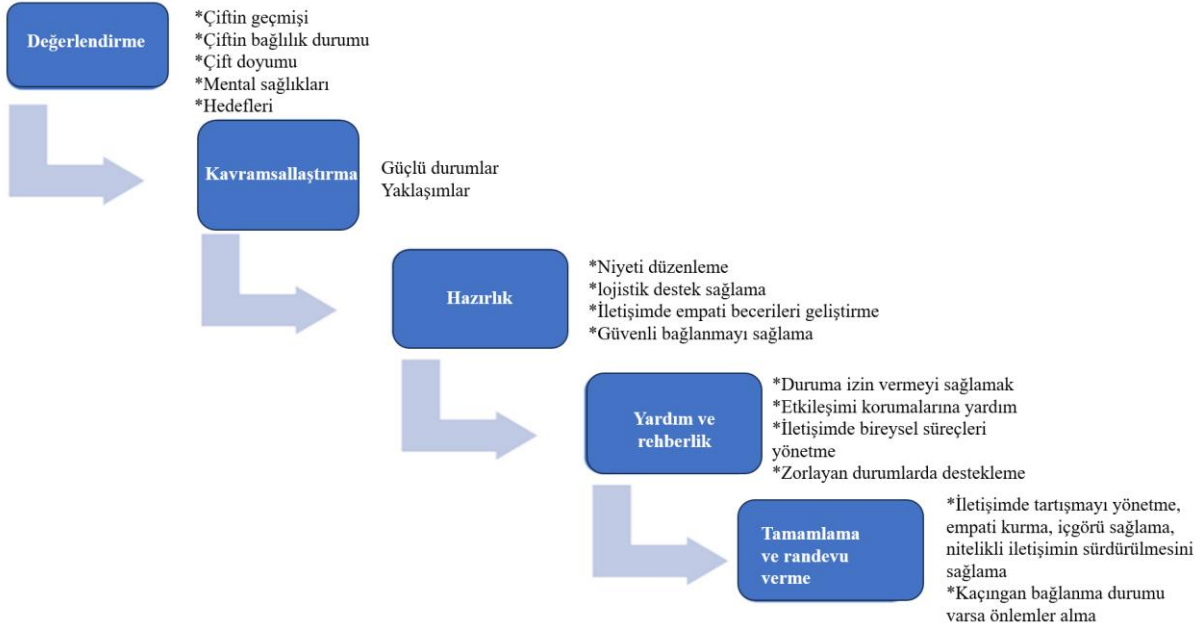 Değerlendirme
*Çiftin geçmişi
*Çiftin bağlılık durumu
*Çift doyumu
*Mental sağlıkları
*Hedefleri
Kavramsallaştırma
Güçlü durumlar
Yaklaşımlar
Hazırlık
*Niyeti düzenleme
*lojistik destek sağlama
*İletişimde empati becerileri geliştirme
*Güvenli bağlanmayı sağlama
Yardım ve
rehberlik
*Duruma izin vermeyi sağlamak
*Etkileşimi korumalarına yardım
*İletişimde bireysel süreçleri
yönetme
*Zorlayan durumlarda destekleme
Tamamlama
ve randevu
verme
*İletişimde tartışmayı yönetme,
empati kurma, içgörü sağlama,
nitelikli iletişimin sürdürülmesini
sağlama
*Kaçıngan bağlanma durumu
varsa önlemler alma